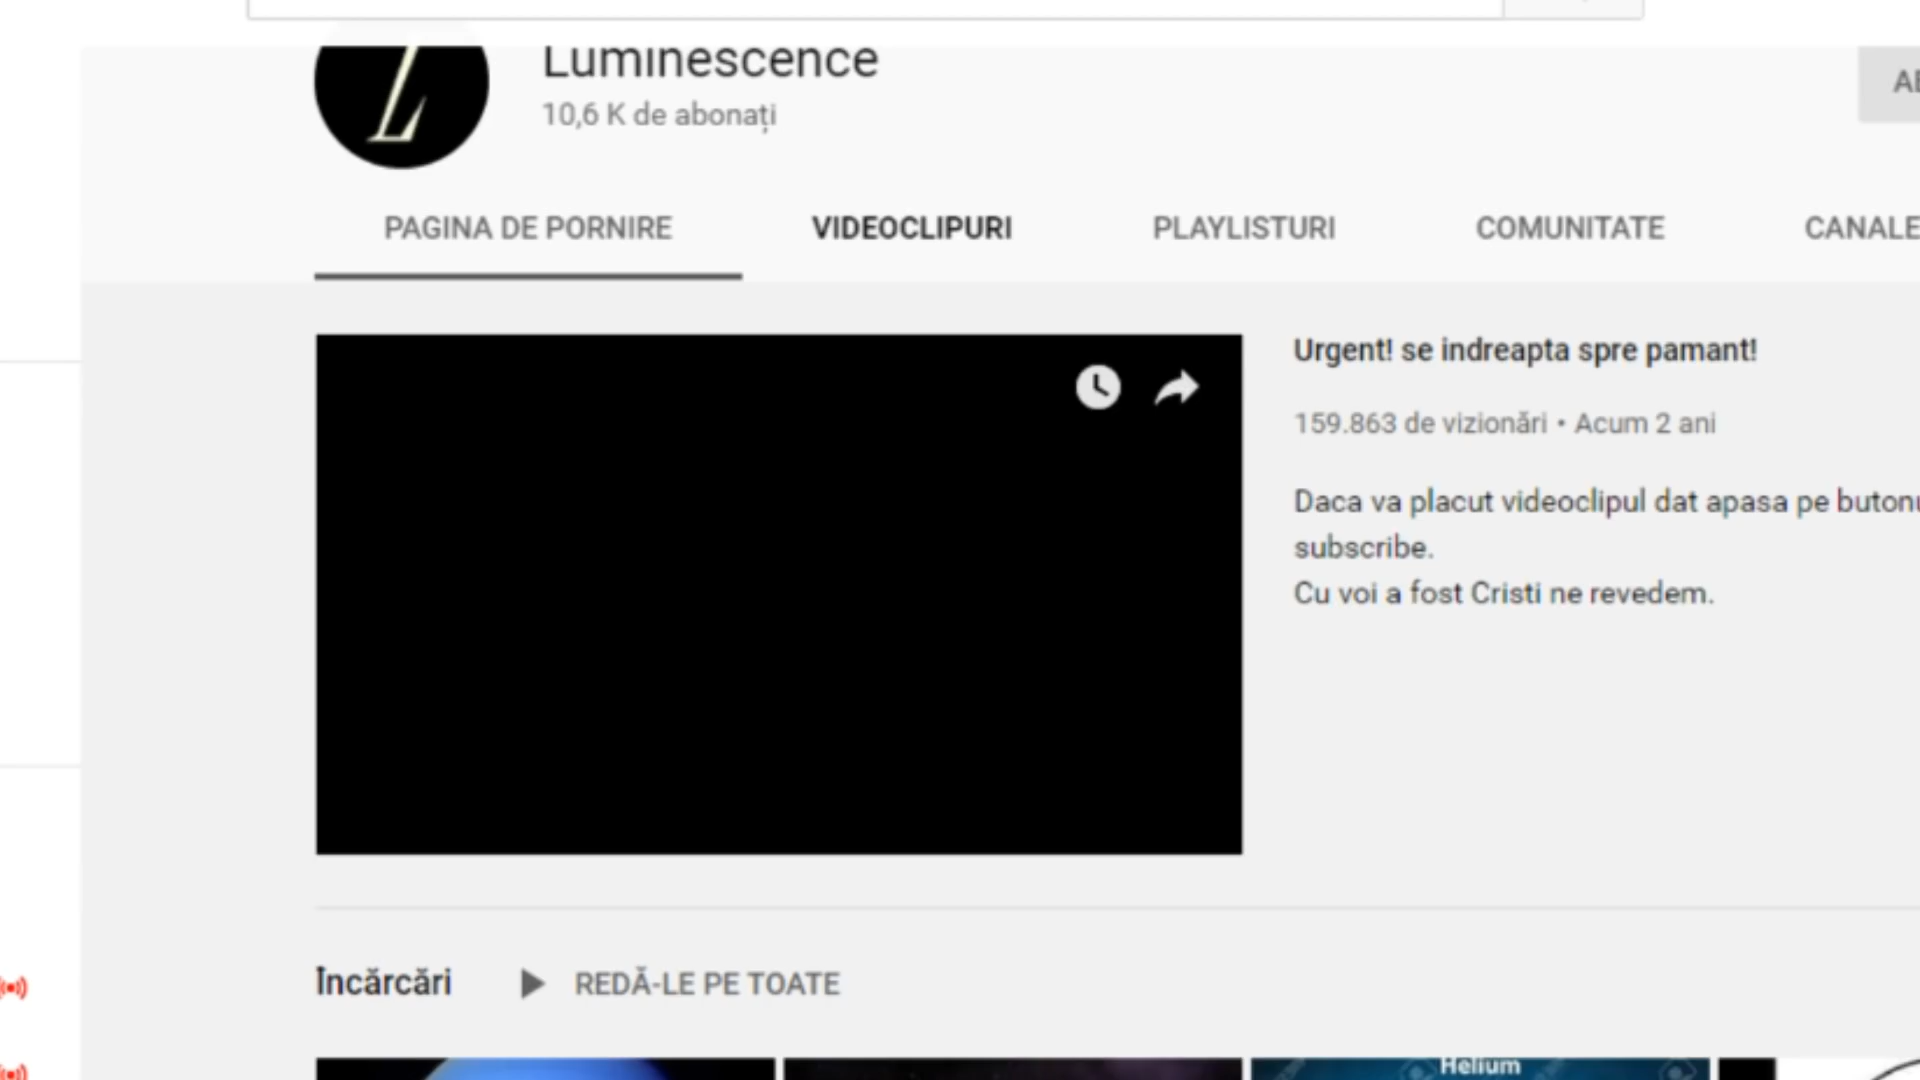 Luminescence
10,6 K de abonați
PAGINA DE PORNIRE VIDEOCLIPURI PLAYLISTURI COMUNITATE CANALE
Urgent! se indreapta spre pamant!
159.863 de vizionări • Acum 2 ani
Daca va placut videoclipul dat apasa pe
subscribe.
Cu voi a fost Cristi ne revedem.
Încărcări REDĂ-LE PE TOATE
Helium